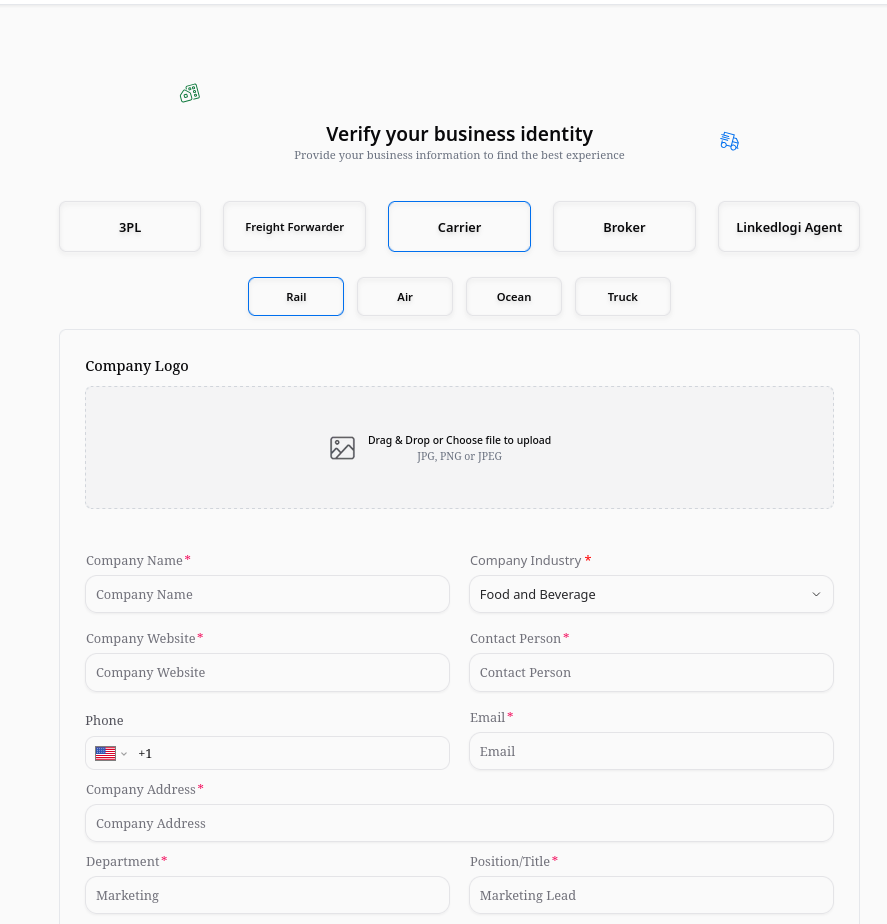 Verify your business identity
Provide your business information to find the best experience
3PL Freight Forwarder Carrier Broker Linkedlogi Agent
Rail Air Ocean Truck
Company Logo
Drag & Drop or Choose file to upload
JPG, PNG or JPEG
Company Name* Company Industry *
Company Name Food and Beverage
Company Website* Contact Person*
Company Website Contact Person
Phone Email*
+1 Email
Company Address*
Company Address
Department* Position/Title*
Marketing Marketing Lead